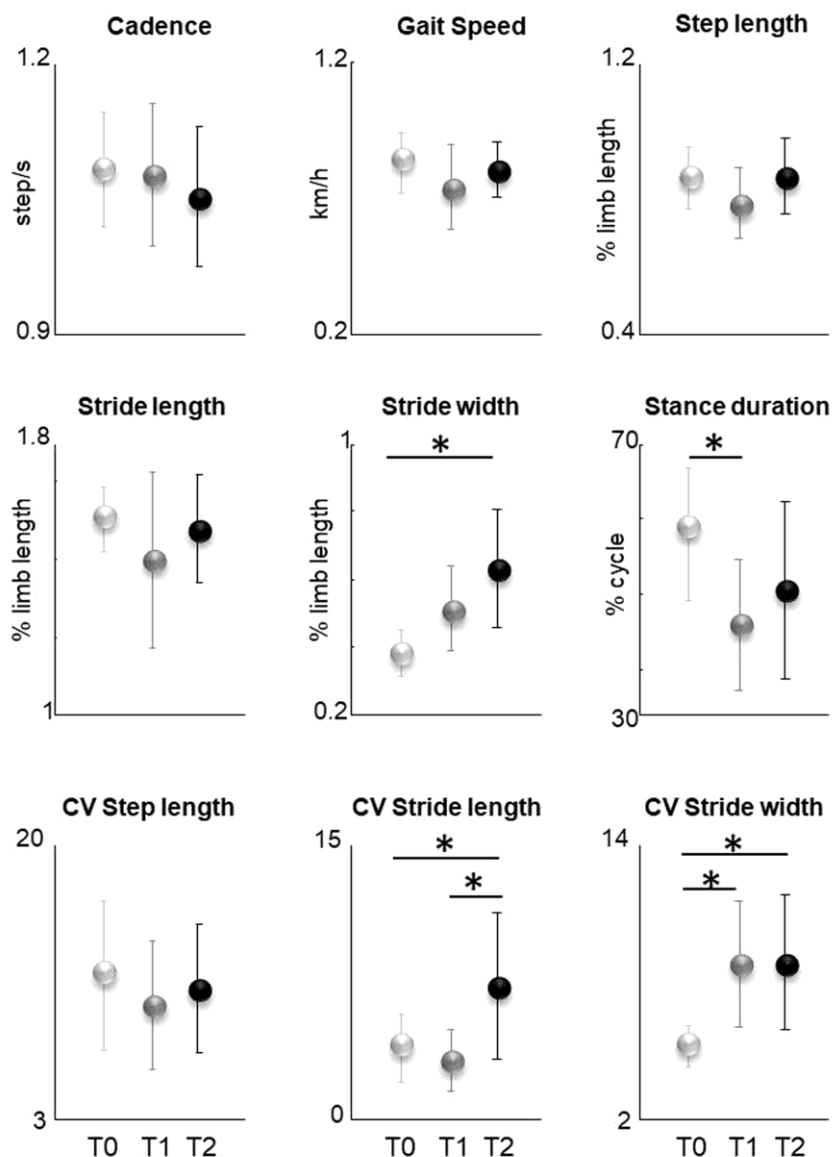 Cadence Gait Speed Step length
1.2 1.2 1.2
step/s km/h % limb length
0.9 0.2 0.4
Stride length Stride width Stance duration
1.8 1 70
* *
% limb length % limb length % cycle
1 0.2 30
CV Step length CV Stride length CV Stride width
20 15 14
* *
* *
3 0 2
T0 T1 T2 T0 T1 T2 T0 T1 T2